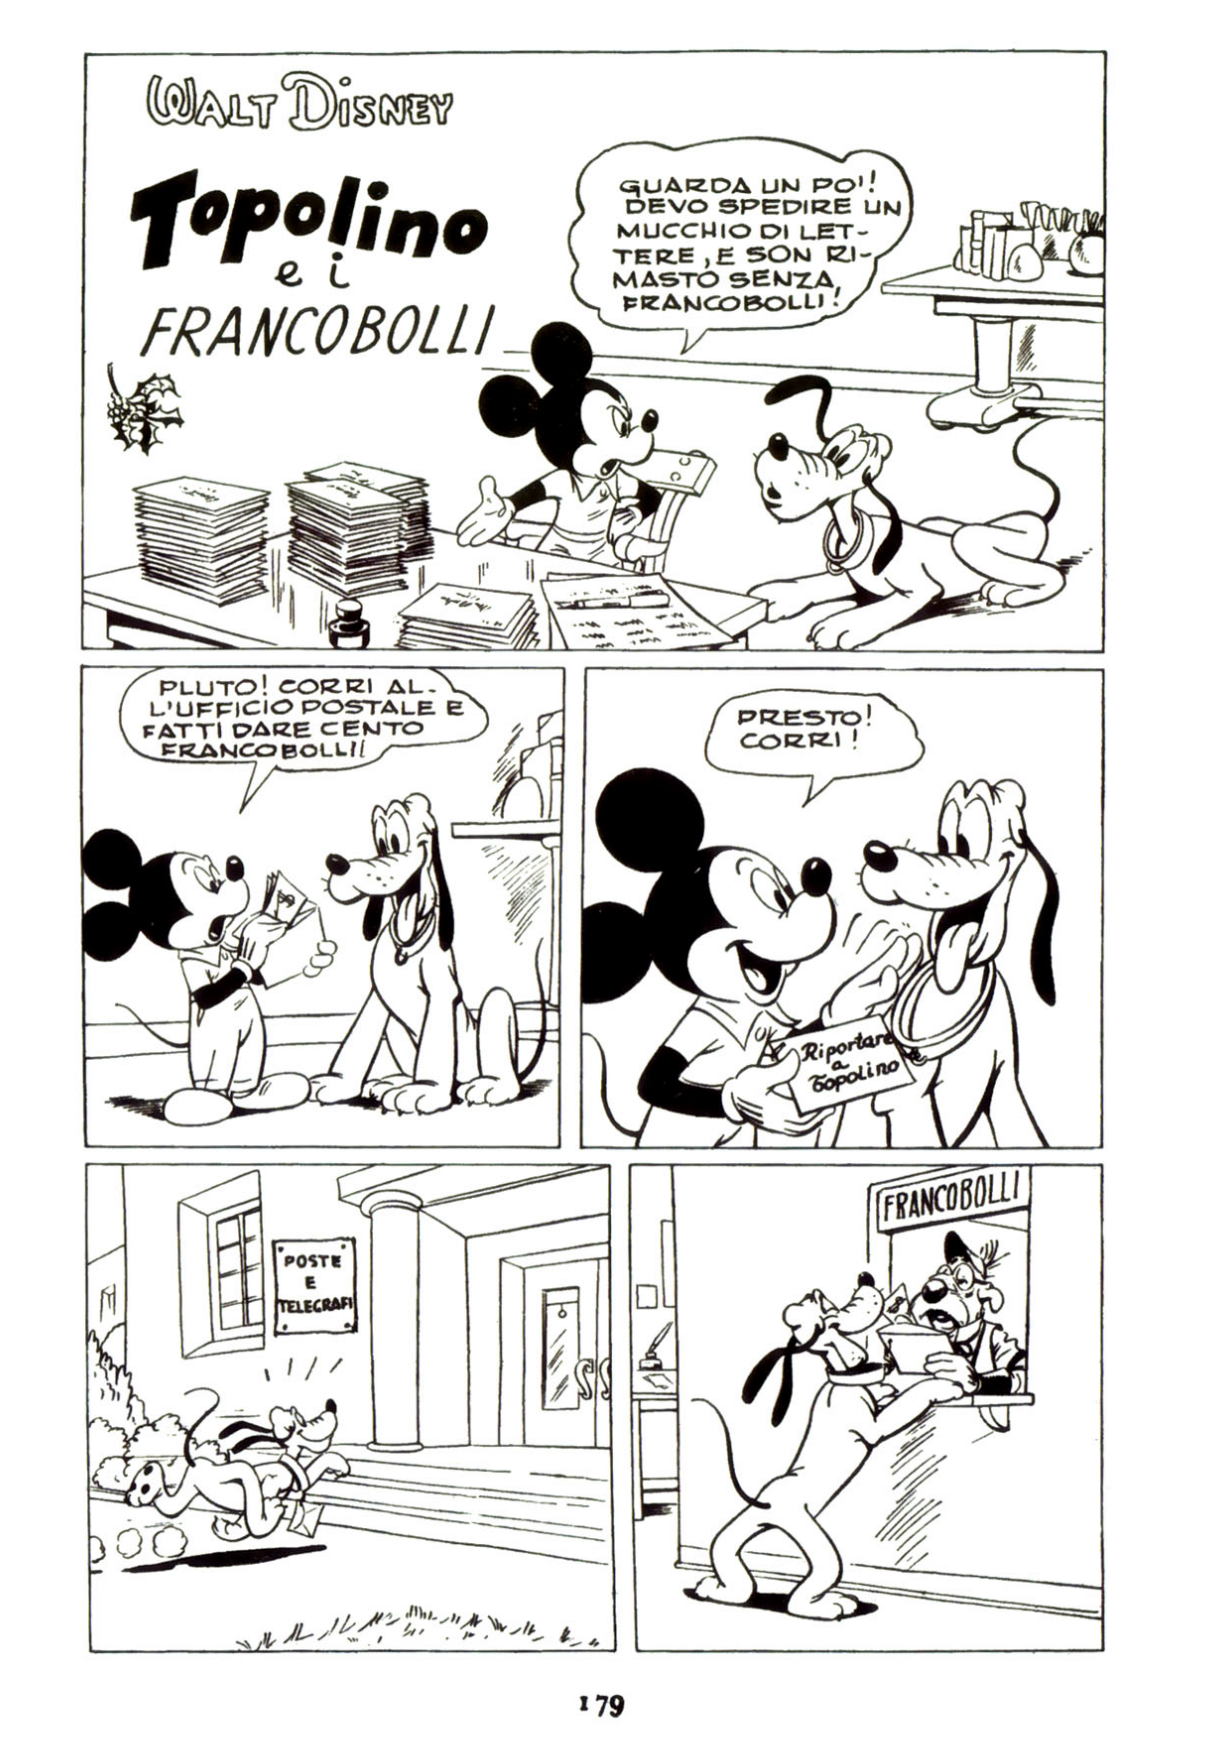 WALT DISNEY
Topolino
e i
FRANCOBOLLI
GUARDA UN PO'!
DEVO SPEDIRE UN
MUCCHIO DI LET-
TERE, E SON RI-
MASTO SENZA
FRANCOBOLLI!
PLUTO! CORRI AL-
L'UFFICIO POSTALE E
FATTI DARE CENTO
FRANCOBOLLI!
PRESTO!
CORRI!
Riportare
a
Topolino
POSTE
E
TELEGRAFI
FRANCOBOLLI
179